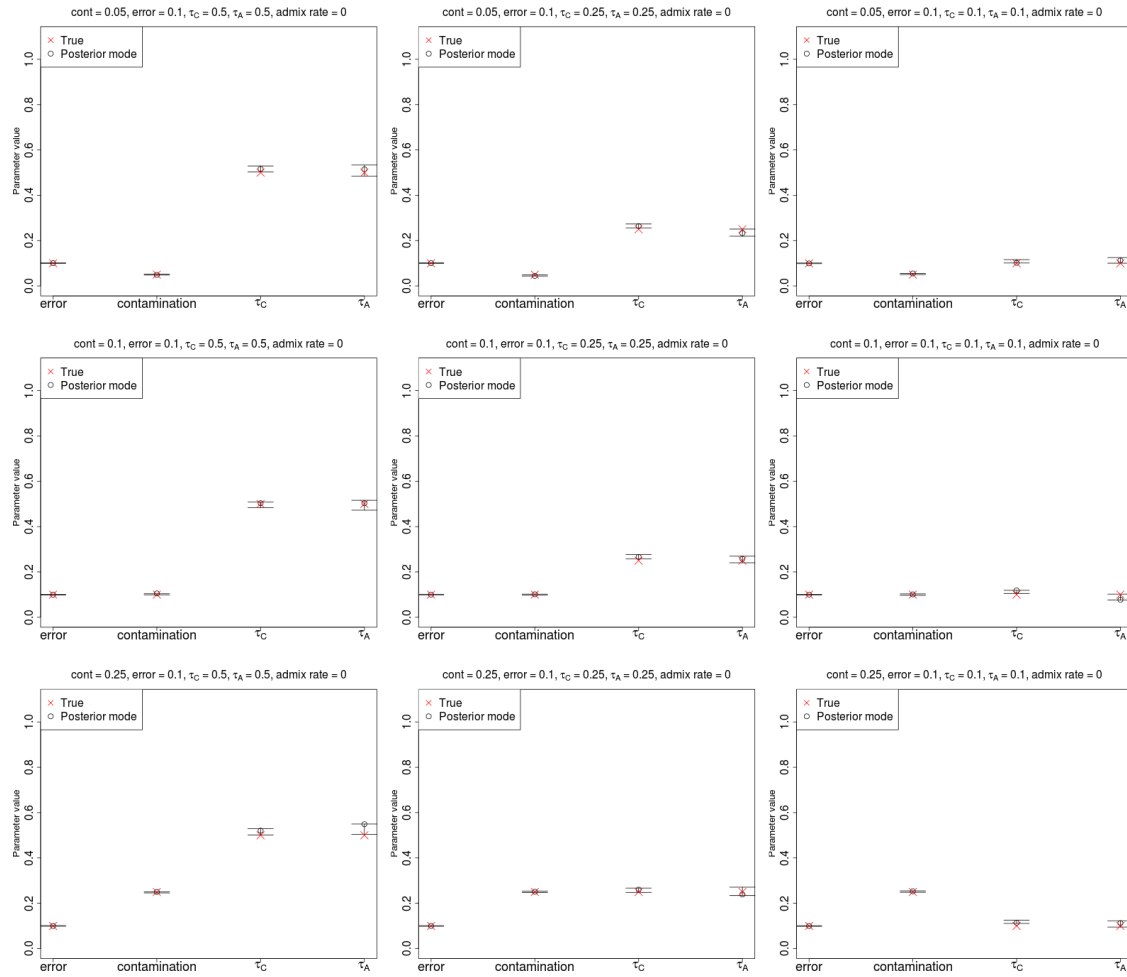 cont = 0.05, error = 0.1, τC = 0.5, τA = 0.5, admix rate = 0
True
Posterior mode
Parameter value
0.0 0.2 0.4 0.6 0.8 1.0
error contamination τC τA
cont = 0.05, error = 0.1, τC = 0.25, τA = 0.25, admix rate = 0
True
Posterior mode
Parameter value
0.0 0.2 0.4 0.6 0.8 1.0
error contamination τC τA
cont = 0.05, error = 0.1, τC = 0.1, τA = 0.1, admix rate = 0
True
Posterior mode
Parameter value
0.0 0.2 0.4 0.6 0.8 1.0
error contamination τC τA
cont = 0.1, error = 0.1, τC = 0.5, τA = 0.5, admix rate = 0
True
Posterior mode
Parameter value
0.0 0.2 0.4 0.6 0.8 1.0
error contamination τC τA
cont = 0.1, error = 0.1, τC = 0.25, τA = 0.25, admix rate = 0
True
Posterior mode
Parameter value
0.0 0.2 0.4 0.6 0.8 1.0
error contamination τC τA
cont = 0.1, error = 0.1, τC = 0.1, τA = 0.1, admix rate = 0
True
Posterior mode
Parameter value
0.0 0.2 0.4 0.6 0.8 1.0
error contamination τC τA
cont = 0.25, error = 0.1, τC = 0.5, τA = 0.5, admix rate = 0
True
Posterior mode
Parameter value
0.0 0.2 0.4 0.6 0.8 1.0
error contamination τC τA
cont = 0.25, error = 0.1, τC = 0.25, τA = 0.25, admix rate = 0
True
Posterior mode
Parameter value
0.0 0.2 0.4 0.6 0.8 1.0
error contamination τC τA
cont = 0.25, error = 0.1, τC = 0.1, τA = 0.1, admix rate = 0
True
Posterior mode
Parameter value
0.0 0.2 0.4 0.6 0.8 1.0
error contamination τC τA